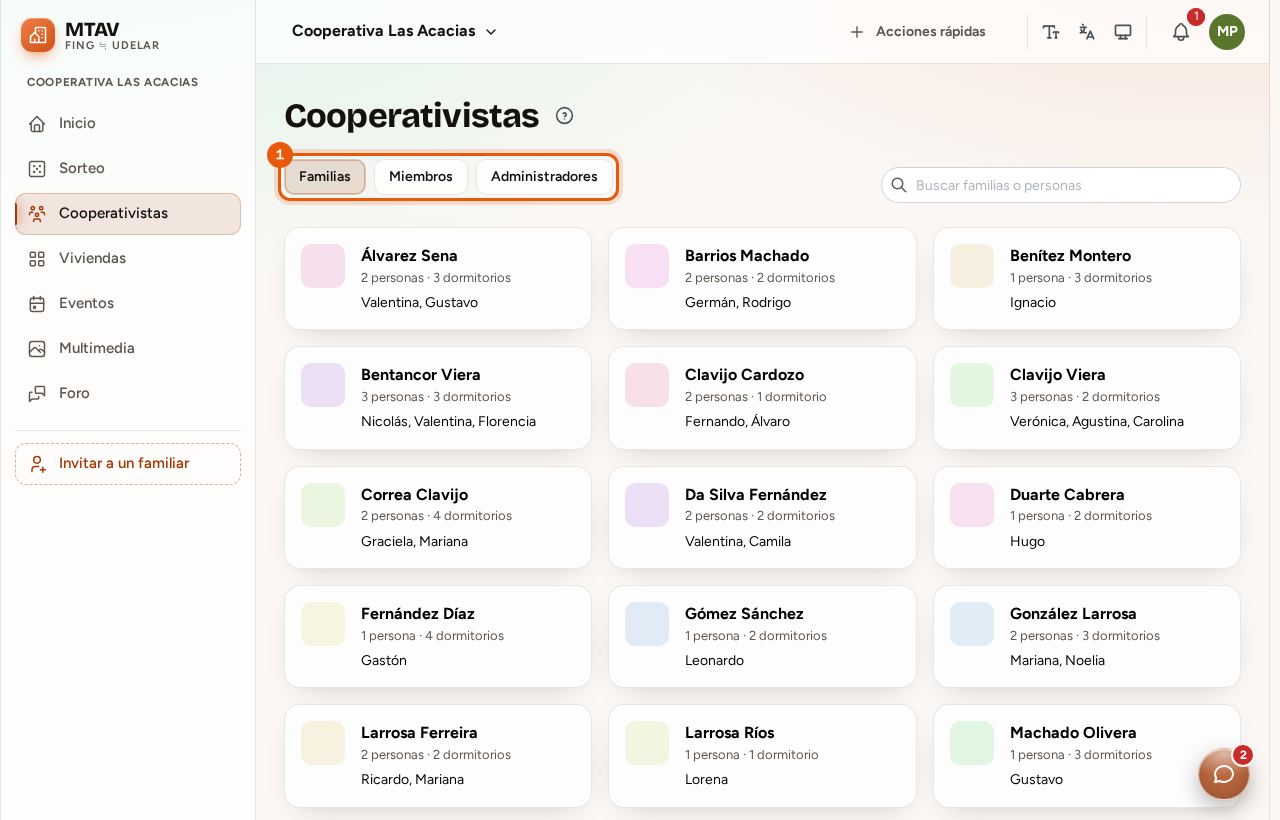 MTAV
FING ≒ UDELAR
COOPERATIVA LAS ACACIAS
Inicio
Sorteo
Cooperativistas
Viviendas
Eventos
Multimedia
Foro
Invitar a un familiar
Cooperativa Las Acacias
Acciones rápidas
1
MP
Cooperativistas
?
1
Familias
Miembros
Administradores
Buscar familias o personas
Álvarez Sena
2 personas · 3 dormitorios
Valentina, Gustavo
Barrios Machado
2 personas · 2 dormitorios
Germán, Rodrigo
Benítez Montero
1 persona · 3 dormitorios
Ignacio
Bentancor Viera
3 personas · 3 dormitorios
Nicolás, Valentina, Florencia
Clavijo Cardozo
2 personas · 1 dormitorio
Fernando, Álvaro
Clavijo Viera
3 personas · 2 dormitorios
Verónica, Agustina, Carolina
Correa Clavijo
2 personas · 4 dormitorios
Graciela, Mariana
Da Silva Fernández
2 personas · 2 dormitorios
Valentina, Camila
Duarte Cabrera
1 persona · 2 dormitorios
Hugo
Fernández Díaz
1 persona · 4 dormitorios
Gastón
Gómez Sánchez
1 persona · 2 dormitorios
Leonardo
González Larrosa
2 personas · 3 dormitorios
Mariana, Noelia
Larrosa Ferreira
2 personas · 2 dormitorios
Ricardo, Mariana
Larrosa Ríos
1 persona · 1 dormitorio
Lorena
Machado Olivera
1 persona · 3 dormitorios
Gustavo
2